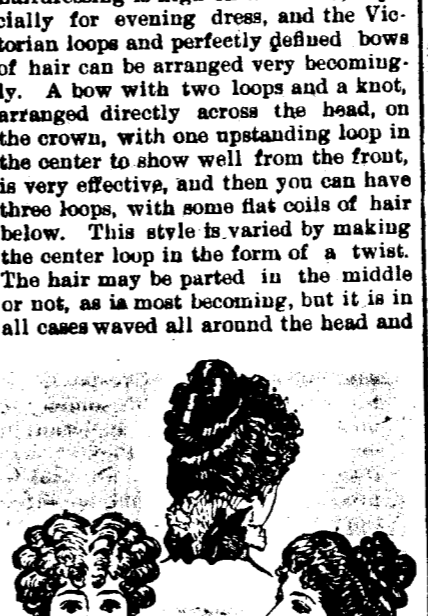 cially for evening dress, and the Vic-
torian loops and perfectly defined bows
of hair can be arranged very becoming-
ly. A bow with two loops and a knot,
arranged directly across the head, on
the crown, with one upstanding loop in
the center to show well from the front,
is very effective, and then you can have
three loops, with some flat coils of hair
below. This style is varied by making
the center loop in the form of a twist.
The hair may be parted in the middle
or not, as is most becoming, but it is in
all cases waved all around the head and